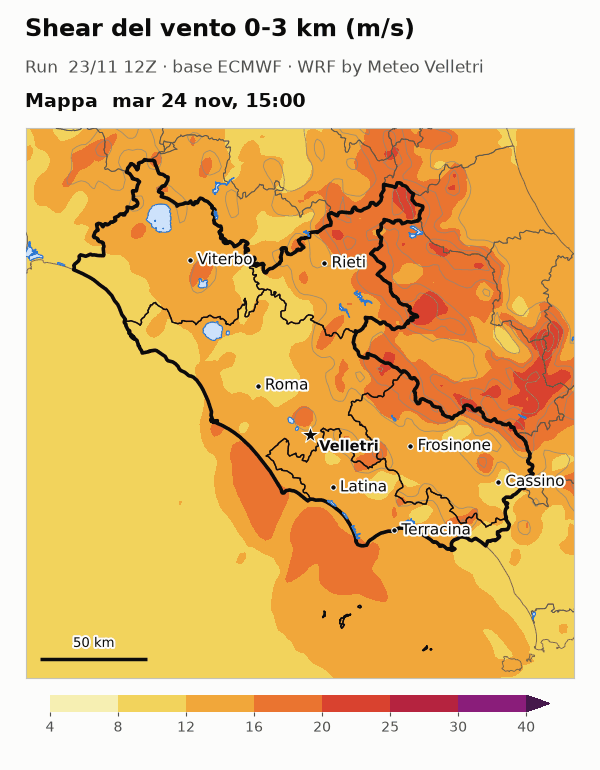 Shear del vento 0-3 km (m/s)
Run  23/11 12Z · base ECMWF · WRF by Meteo Velletri
Mappa  mar 24 nov, 15:00
Viterbo
Rieti
Roma
Velletri
Frosinone
Cassino
Latina
Terracina
50 km
4 8 12 16 20 25 30 40